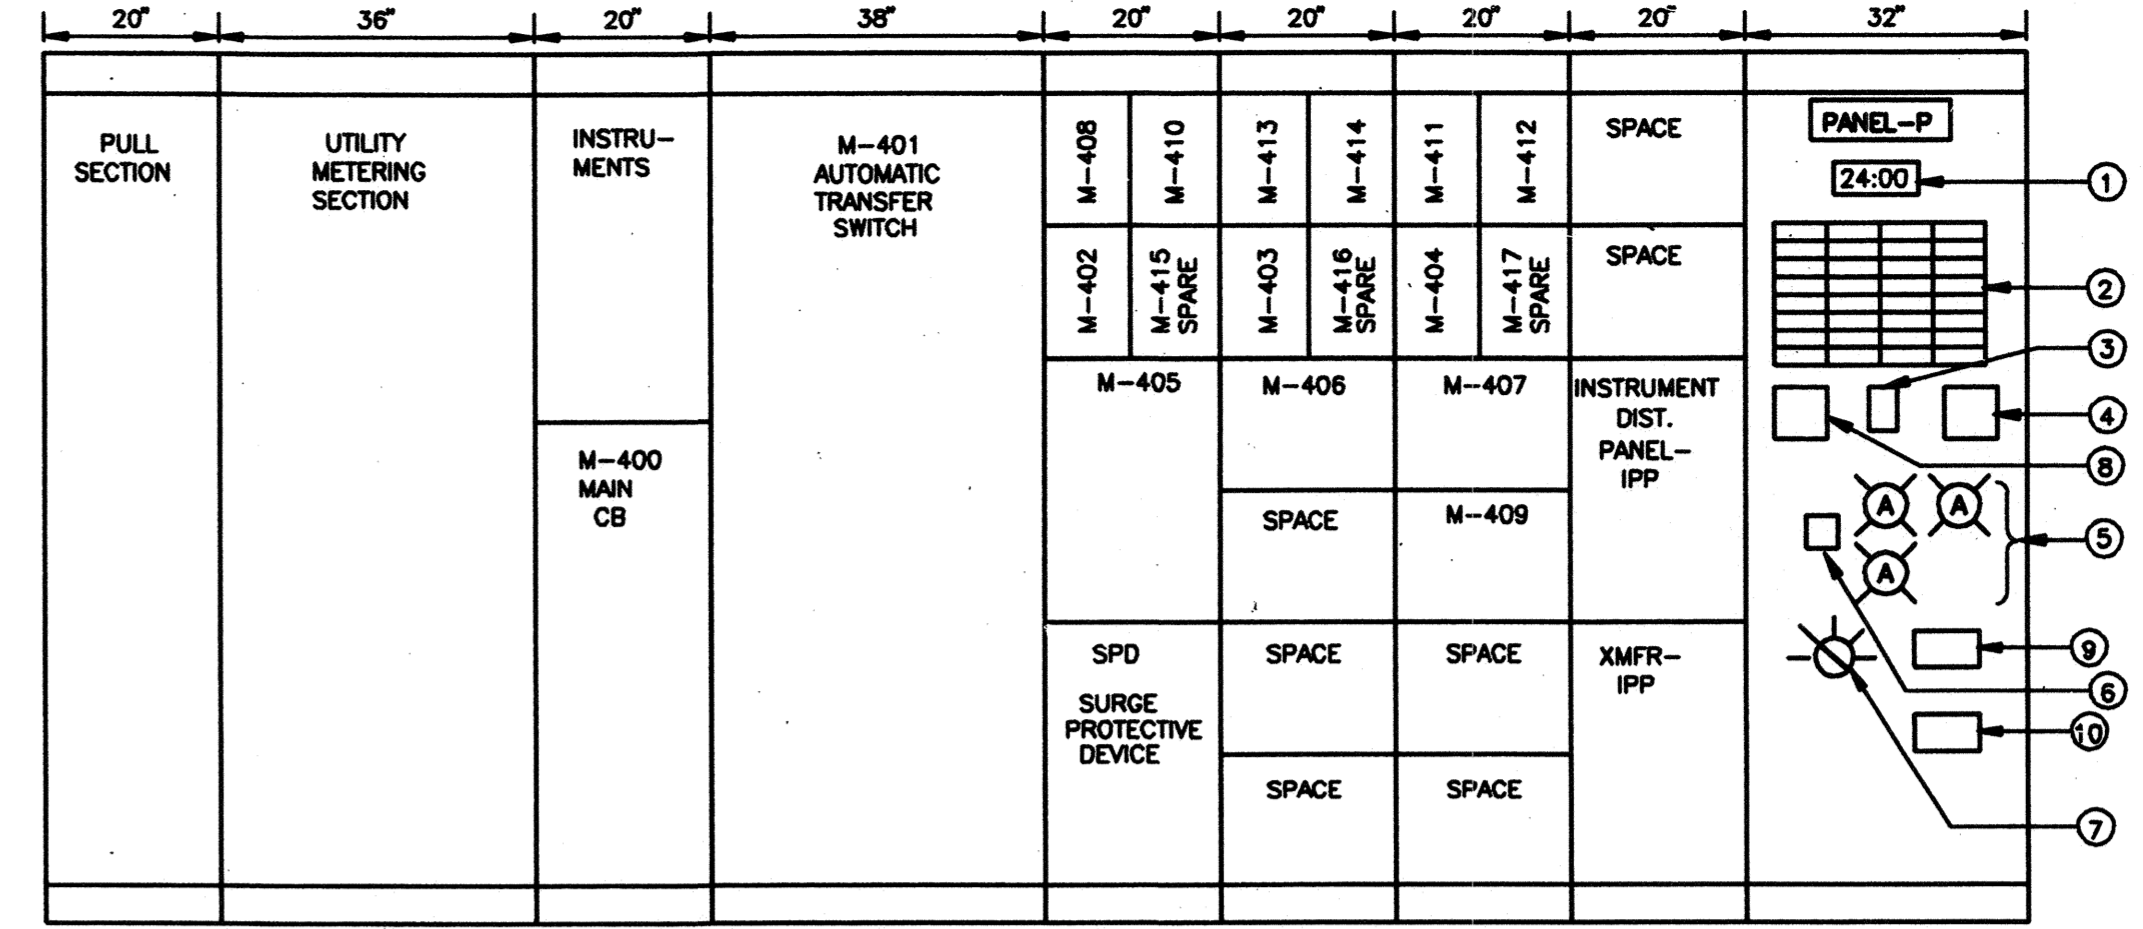 20" 36" 20" 38" 20" 20" 20" 20" 32"
PULL
SECTION
UTILITY
METERING
SECTION
INSTRU-
MENTS
M-400
MAIN
CB
M-401
AUTOMATIC
TRANSFER
SWITCH
M-408
M-410
M-402
M-415
SPARE
M-405
SPD
SURGE
PROTECTIVE
DEVICE
M-413
M-414
M-403
M-416
SPARE
M-406
SPACE
SPACE
SPACE
M-411
M-412
M-404
M-417
SPARE
M--407
M--409
SPACE
SPACE
SPACE
SPACE
INSTRUMENT
DIST.
PANEL-
IPP
XMFR-
IPP
PANEL-P
24:00
A A
A
1
2
3
4
8
5
9
6
10
7